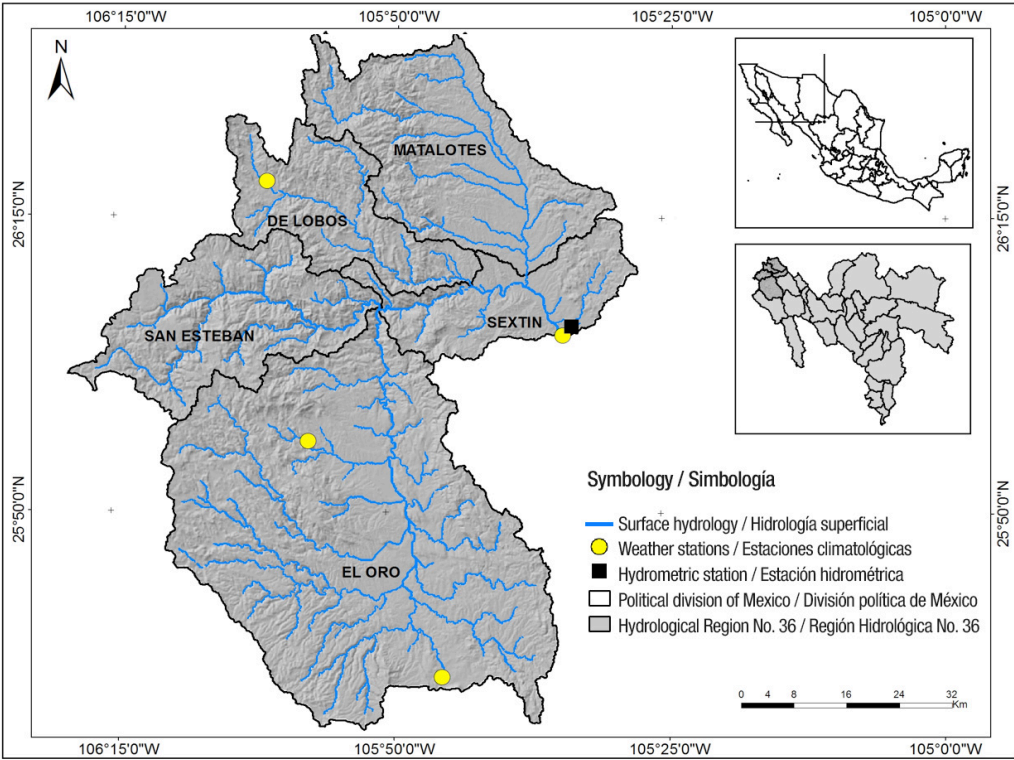 106°15'0"W 105°50'0"W 105°25'0"W 105°0'0"W
N
MATALOTES
26°15'0"N
26°15'0"N
DE LOBOS
SAN ESTEBAN
SEXTIN
Symbology / Simbología
25°50'0"N
25°50'0"N
Surface hydrology / Hidrología superficial
Weather stations / Estaciones climatológicas
EL ORO
Hydrometric station / Estación hidrométrica
Political division of Mexico / División política de México
Hydrological Region No. 36 / Región Hidrológica No. 36
0 4 8 16 24 32
Km
106°15'0"W 105°50'0"W 105°25'0"W 105°0'0"W